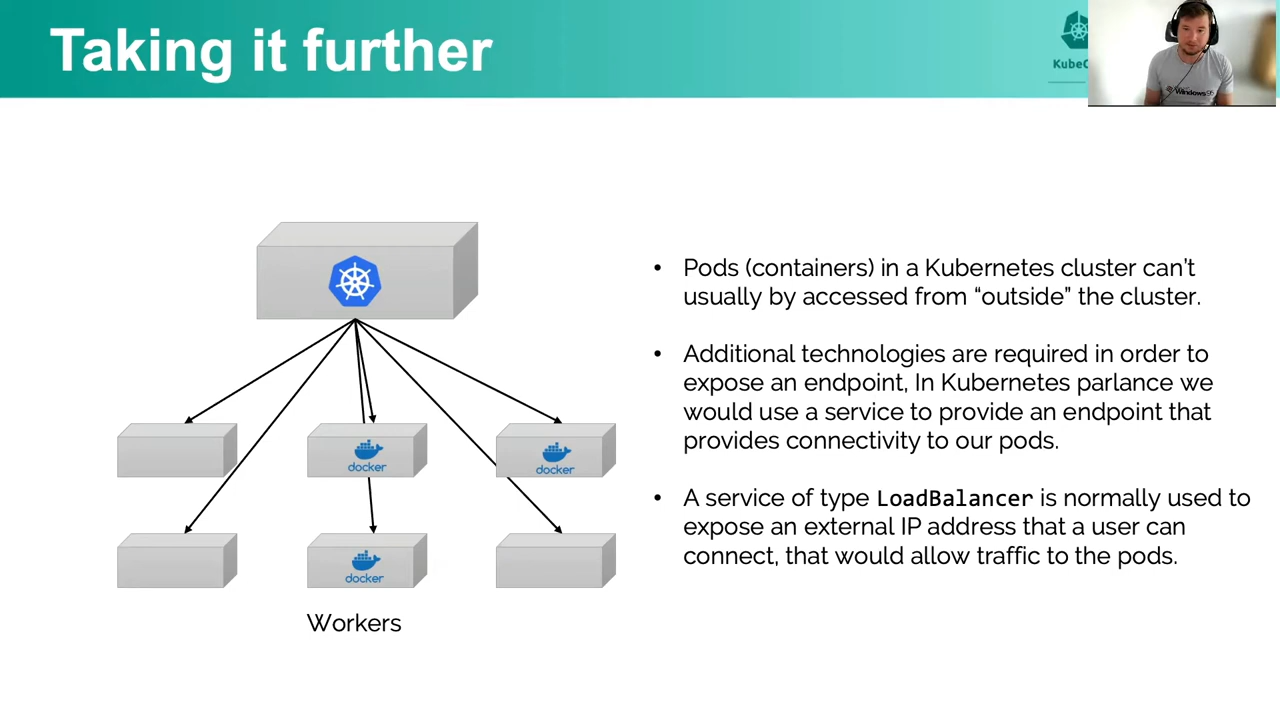 Taking it further
KubeC
Windows 95
• Pods (containers) in a Kubernetes cluster can't
usually by accessed from “outside” the cluster.
• Additional technologies are required in order to
expose an endpoint, In Kubernetes parlance we
would use a service to provide an endpoint that
provides connectivity to our pods.
• A service of type LoadBalancer is normally used to
expose an external IP address that a user can
connect, that would allow traffic to the pods.
docker
docker
docker
Workers